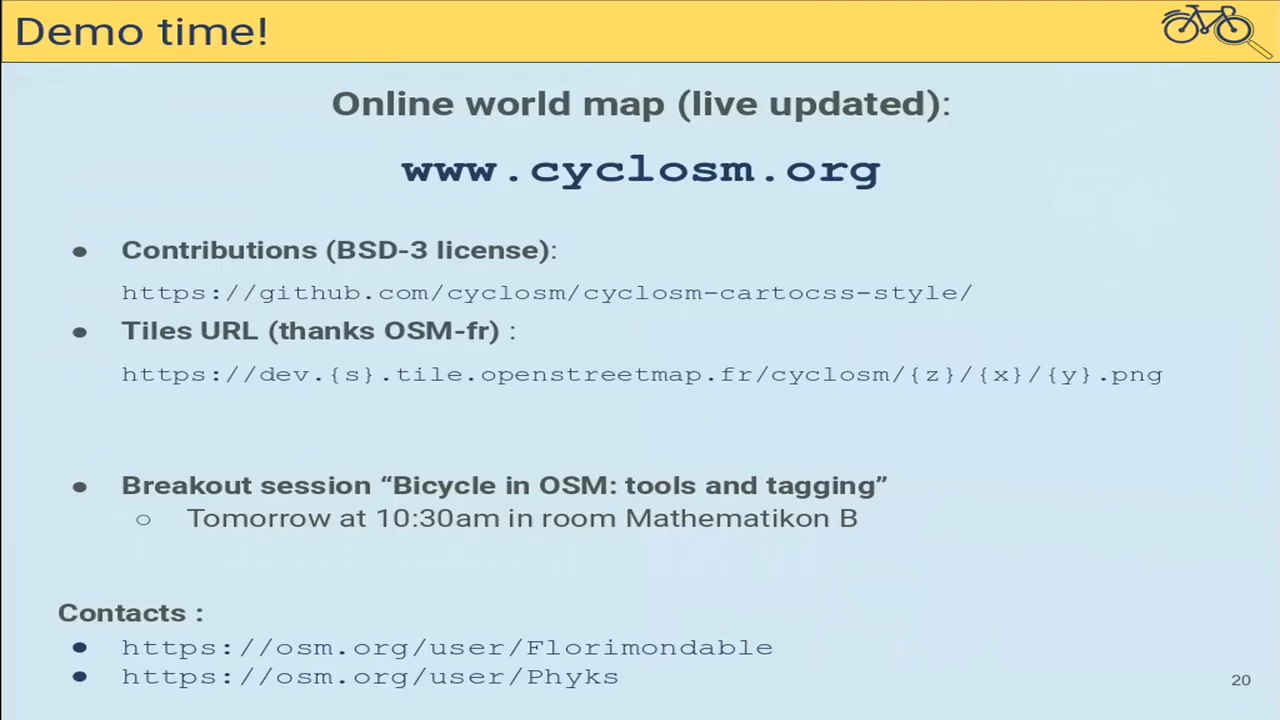 Demo time!
Online world map (live updated):
www.cyclosm.org
● Contributions (BSD-3 license):
https://github.com/cyclosm/cyclosm-cartocss-style/
● Tiles URL (thanks OSM-fr) :
https://dev.{s}.tile.openstreetmap.fr/cyclosm/{z}/{x}/{y}.png
● Breakout session “Bicycle in OSM: tools and tagging”
○ Tomorrow at 10:30am in room Mathematikon B
Contacts :
● https://osm.org/user/Florimondable
● https://osm.org/user/Phyks
20